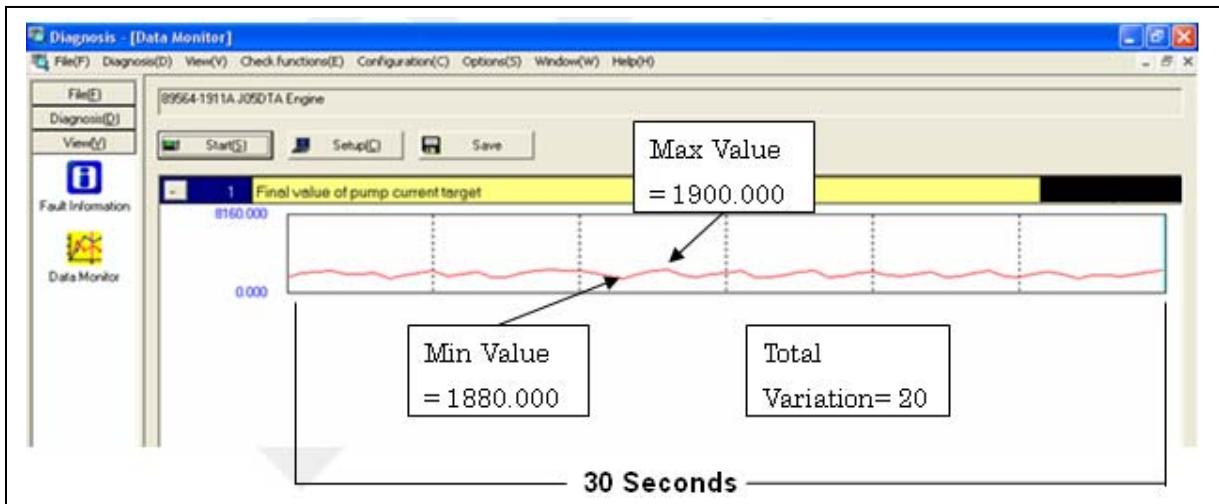 Diagnosis - [Data Monitor]
File(F) Diagnosis(D) View(V) Check functions(E) Configuration(C) Options(S) Window(W) Help(H)
File(F)
Diagnosis(D)
View(V)
Fault Information
Data Monitor
89564-1911A J05DTA Engine
Start(S) Setup(C) Save
- 1 Final value of pump current target
8160.000
0.000
Max Value
= 1900.000
Min Value
= 1880.000
Total
Variation= 20
30 Seconds